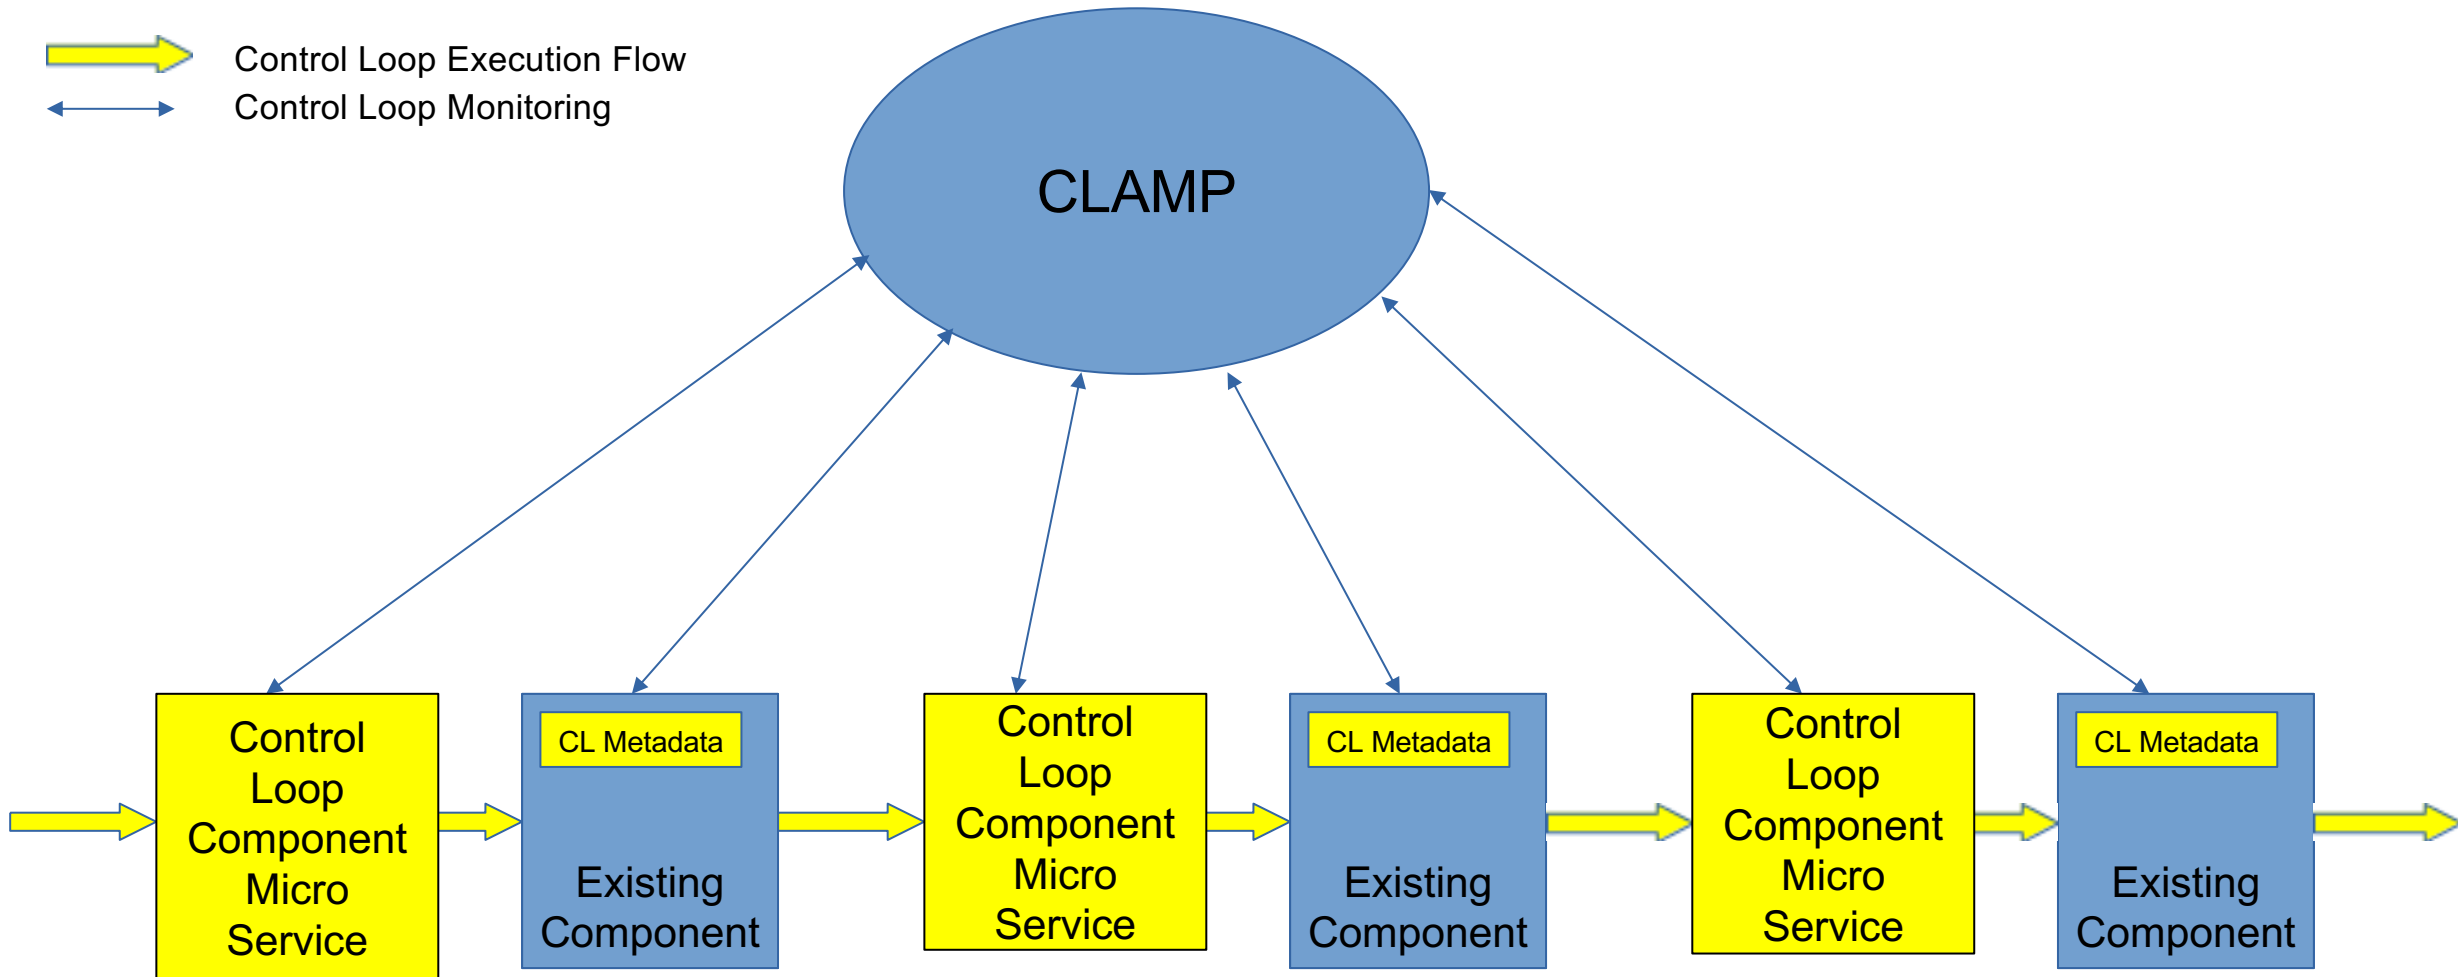 Control Loop Execution Flow
Control Loop Monitoring
CLAMP
Control
Loop
Component
Micro
Service
CL Metadata
Existing
Component
Control
Loop
Component
Micro
Service
CL Metadata
Existing
Component
Control
Loop
Component
Micro
Service
CL Metadata
Existing
Component